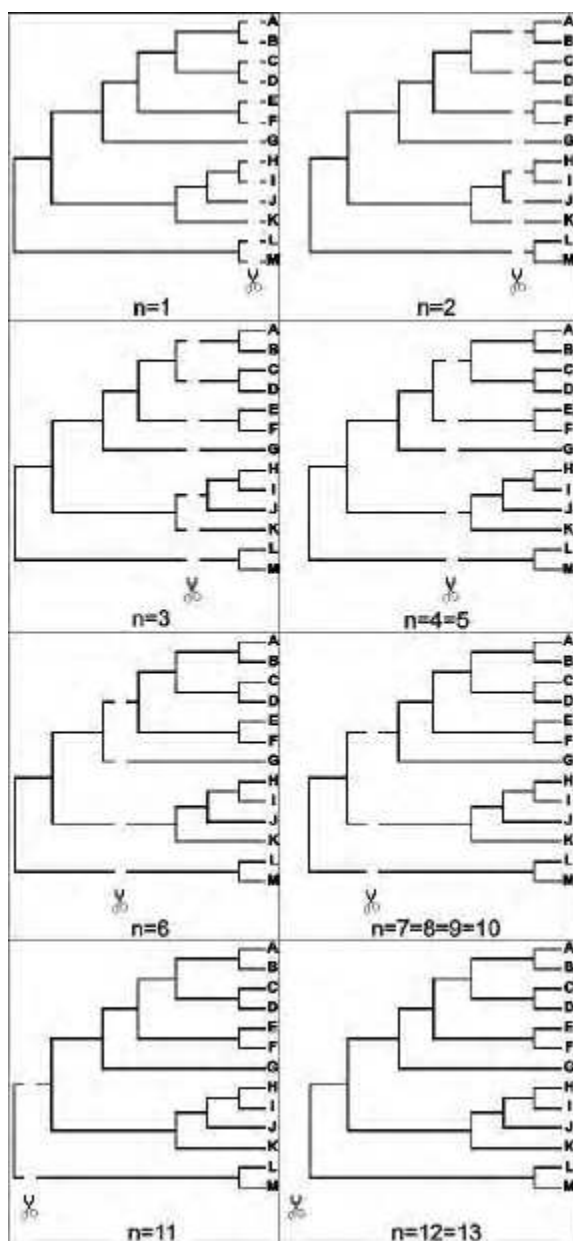 A A
B B
C C
D D
E E
F F
G G
H H
I I
J J
K K
L L
M M
n=1 n=2
A A
B B
C C
D D
E E
F F
G G
H H
I I
J J
K K
L L
M M
n=3 n=4=5
A A
B B
C C
D D
E E
F F
G G
H H
I I
J J
K K
L L
M M
n=6 n=7=8=9=10
A A
B B
C C
D D
E E
F F
G G
H H
I I
J J
K K
L L
M M
n=11 n=12=13